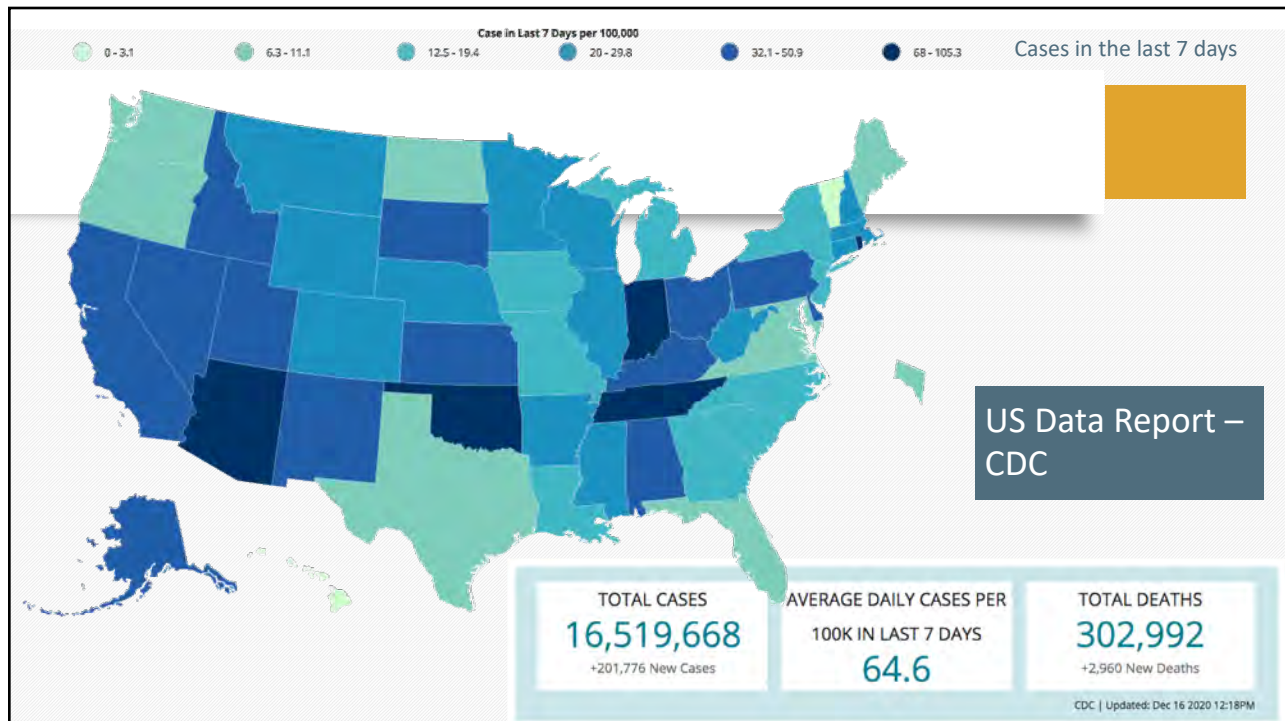 Case in Last 7 Days per 100,000
0 - 3.1
6.3 - 11.1
12.5 - 19.4
20 - 29.8
32.1 - 50.9
68 - 105.3
Cases in the last 7 days
US Data Report –
CDC
TOTAL CASES
16,519,668
+201,776 New Cases
AVERAGE DAILY CASES PER
100K IN LAST 7 DAYS
64.6
TOTAL DEATHS
302,992
+2,960 New Deaths
CDC | Updated: Dec 16 2020 12:18PM